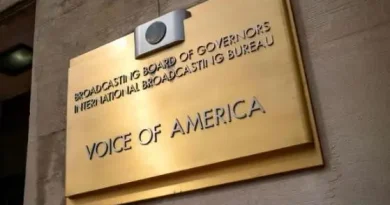 BROADCASTING BOARD OF GOVERNORS
INTERNATIONAL BROADCASTING BUREAU
VOICE OF AMERICA